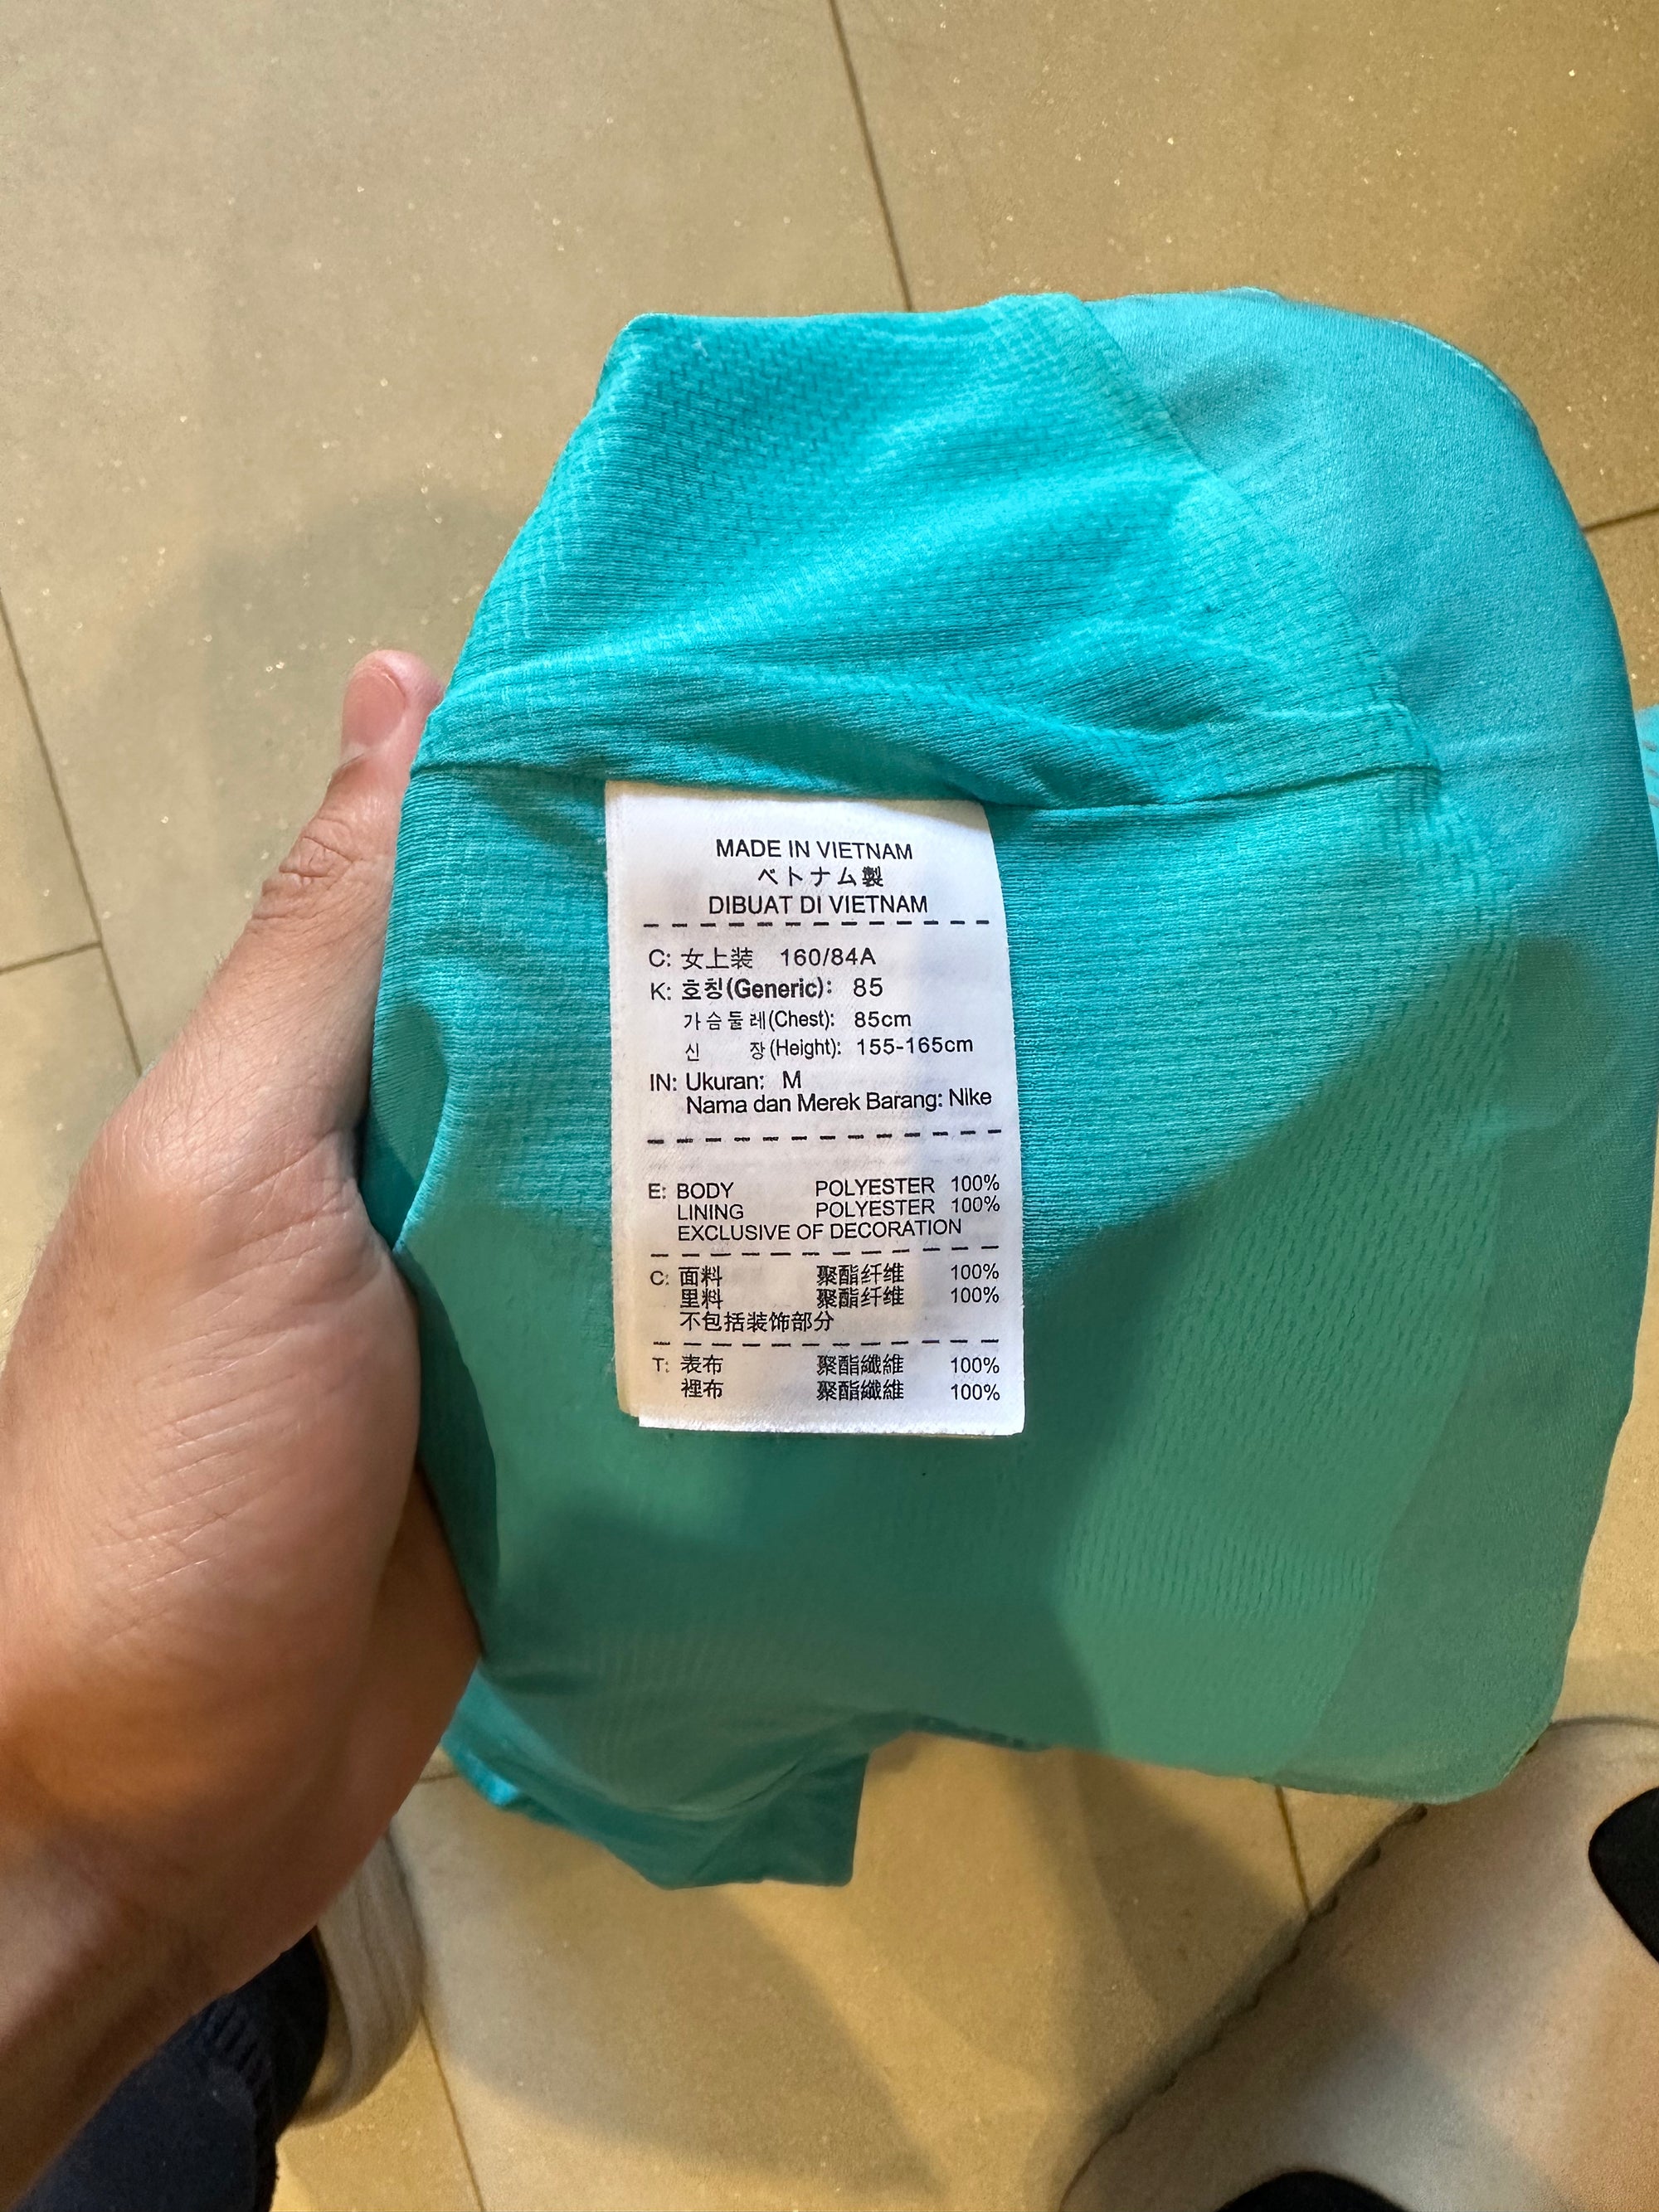 MADE IN VIETNAM
ベトナム製
DIBUAT DI VIETNAM
C: 女上装 160/84A
K: 호칭(Generic): 85
가슴둘레(Chest): 85cm
신 장(Height): 155-165cm
IN: Ukuran: M
Nama dan Merek Barang: Nike
E: BODY POLYESTER 100%
LINING POLYESTER 100%
EXCLUSIVE OF DECORATION
C: 面料 聚酯纤维 100%
里料 聚酯纤维 100%
不包括装饰部分
T: 表布 聚酯纖維 100%
裡布 聚酯纖維 100%